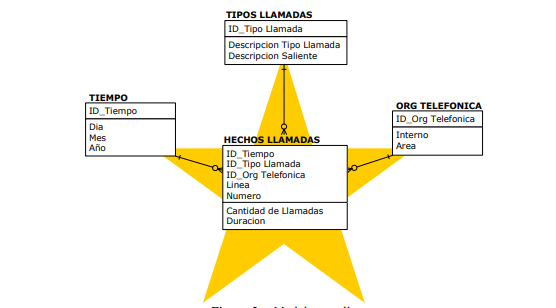 TIPOS LLAMADAS
ID_Tipo Llamada
Descripcion Tipo Llamada
Descripcion Saliente
TIEMPO
ID_Tiempo
Dia
Mes
Año
ORG TELEFONICA
ID_Org Telefonica
Interno
Area
HECHOS LLAMADAS
ID_Tiempo
ID_Tipo Llamada
ID_Org Telefonica
Linea
Numero
Cantidad de Llamadas
Duracion